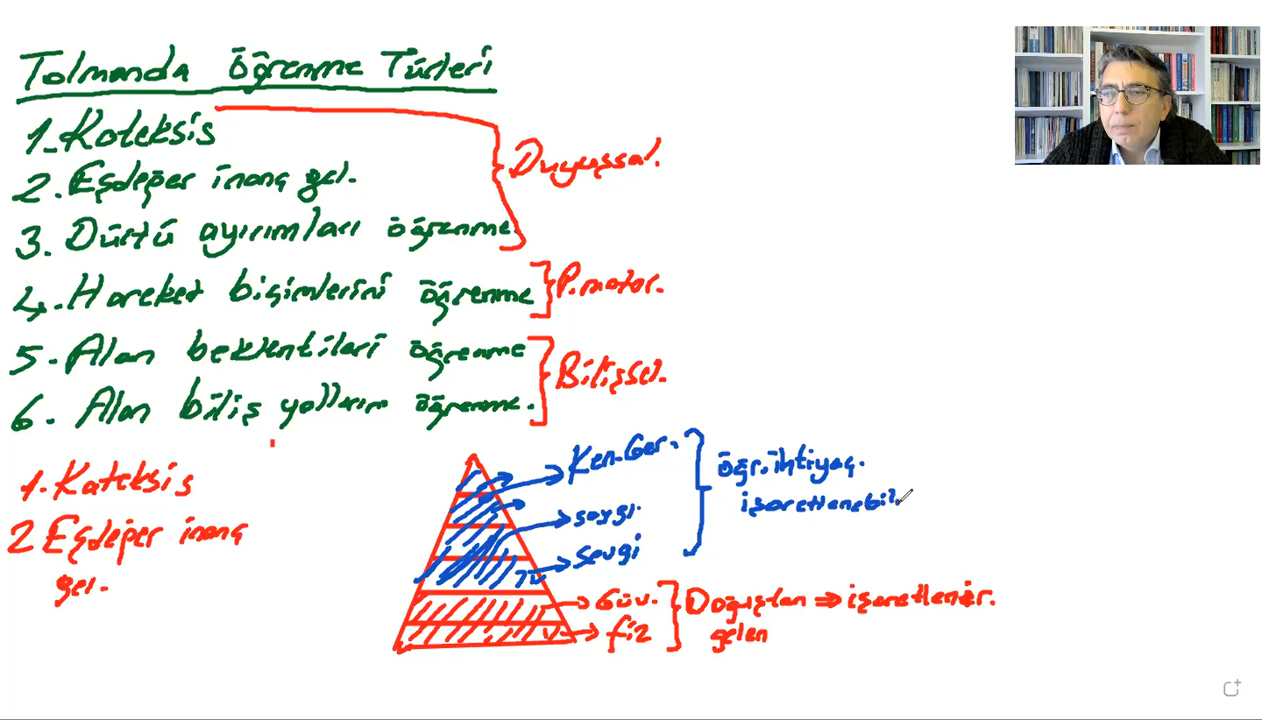 Tolmanda öğrenme Türleri
1. Kateksis
2. Eşdeğer inanç gel.
3. Dürtü ayırımları öğrenme.
Duyuşsal.
4. Hareket biçimlerini öğrenme
P.motor.
5. Alan beklentileri öğrenme
6. Alan biliş yollarını öğrenme.
Bilişsel.
1. Kateksis
2 Eşdeğer inanç
gel.
Ken.Ger.
saygı.
sevgi
Güv.
fiz
öğr. ihtiyaç.
işaretlenebil
Doğuştan ⇒ işaretlenir.
gelen